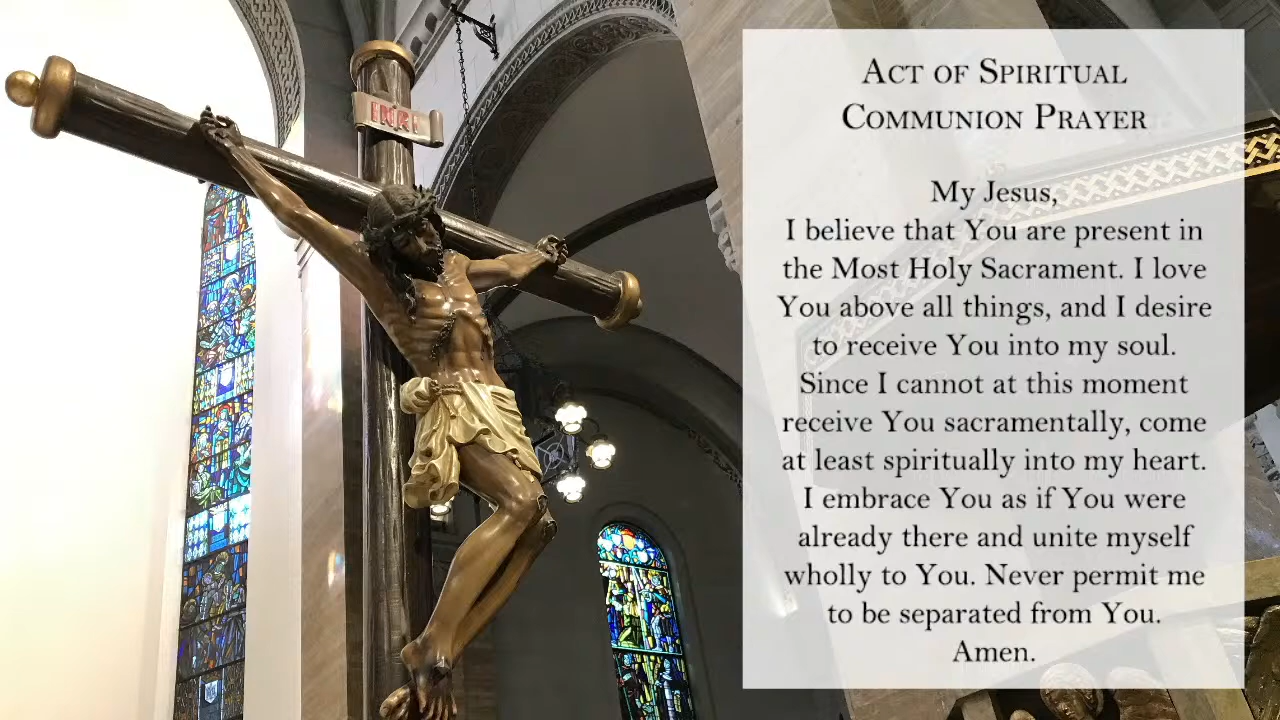 INRI
ACT OF SPIRITUAL
COMMUNION PRAYER
My Jesus,
I believe that You are present in
the Most Holy Sacrament. I love
You above all things, and I desire
to receive You into my soul.
Since I cannot at this moment
receive You sacramentally, come
at least spiritually into my heart.
I embrace You as if You were
already there and unite myself
wholly to You. Never permit me
to be separated from You.
Amen.